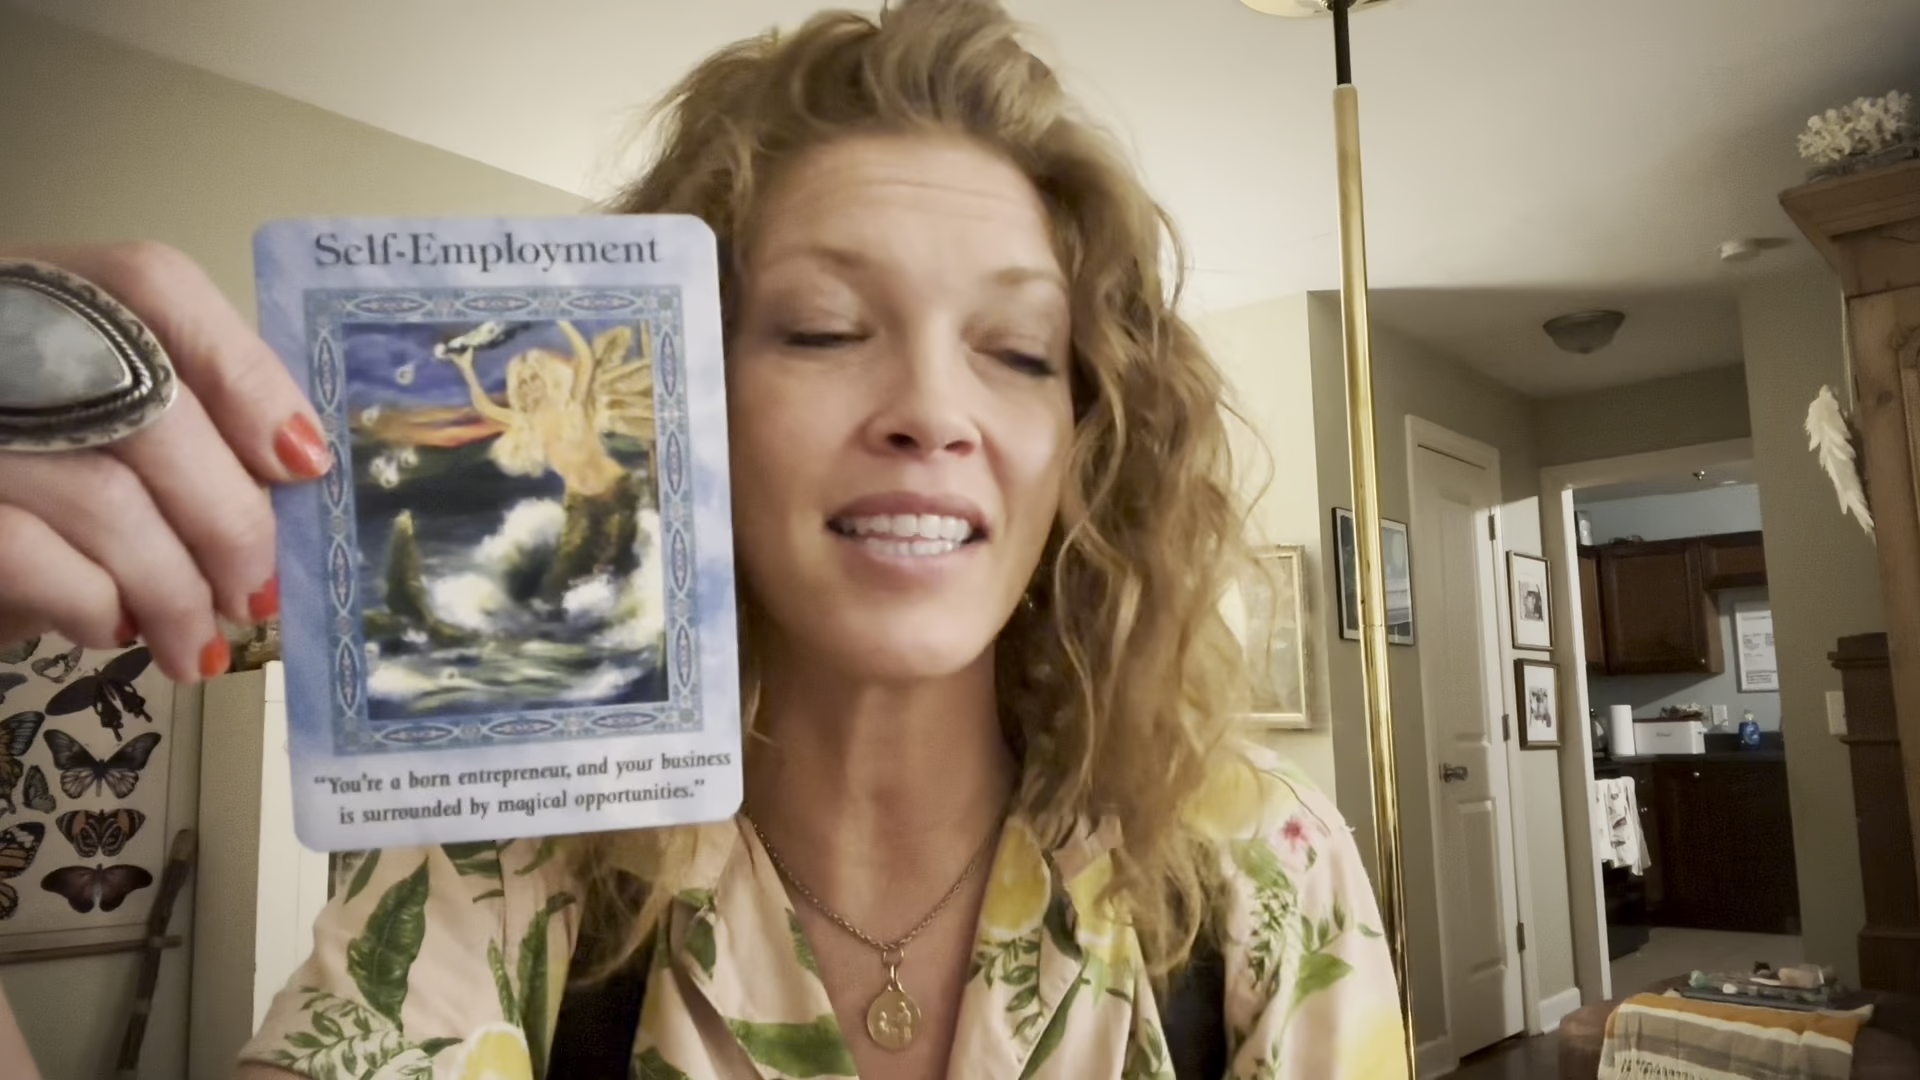 Self-Employment
"You're a born entrepreneur, and your business
is surrounded by magical opportunities."